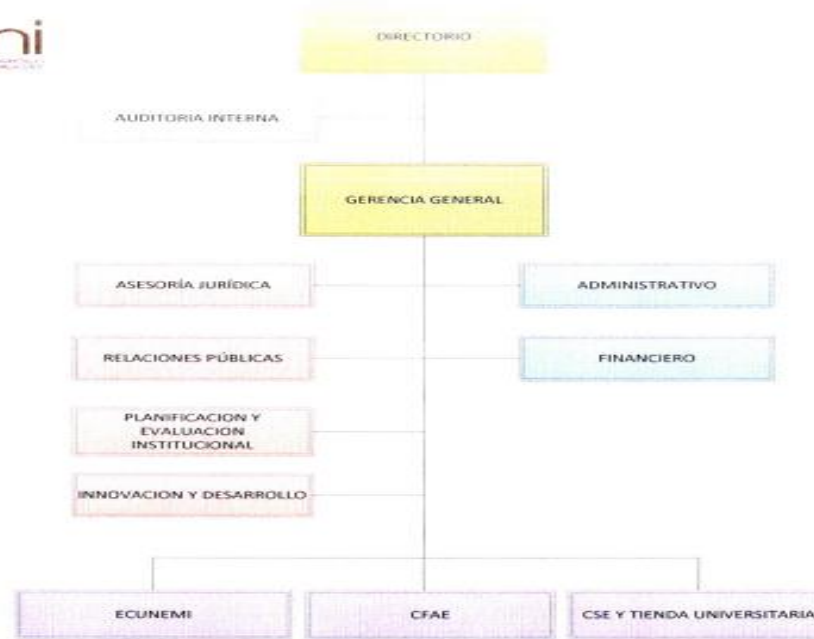 ni
DIRECTORIO
AUDITORIA INTERNA
GERENCIA GENERAL
ASESORÍA JURÍDICA
ADMINISTRATIVO
RELACIONES PÚBLICAS
FINANCIERO
PLANIFICACION Y
EVALUACION
INSTITUCIONAL
INNOVACION Y DESARROLLO
ECUNEMI
CFAE
CSE Y TIENDA UNIVERSITARIA